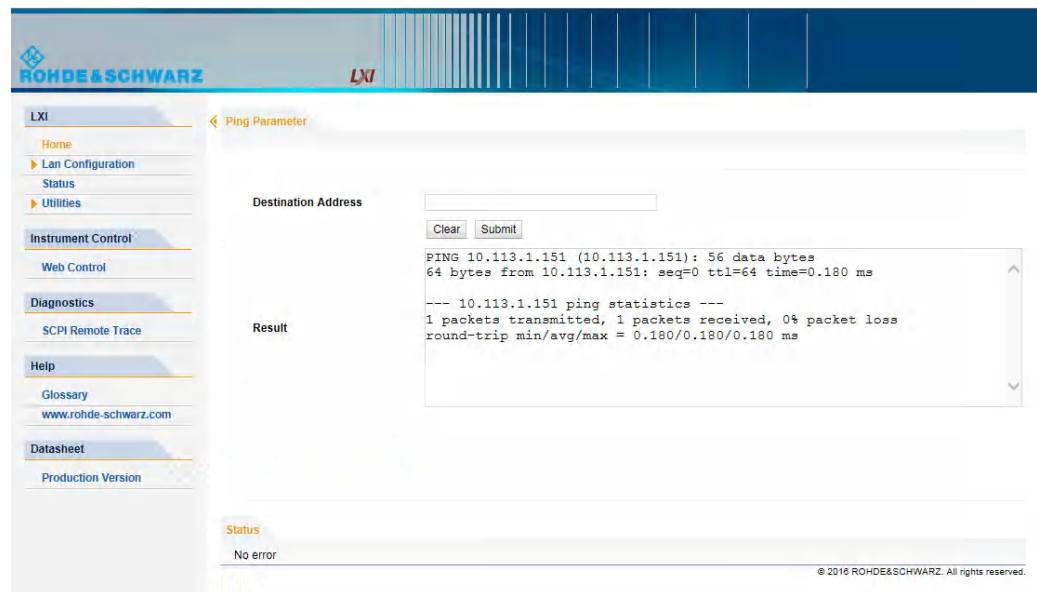 ROHDE&SCHWARZ
LXI
LXI
Home
Lan Configuration
Status
Utilities
Instrument Control
Web Control
Diagnostics
SCPI Remote Trace
Help
Glossary
www.rohde-schwarz.com
Datasheet
Production Version
Ping Parameter
Destination Address
Clear Submit
Result
PING 10.113.1.151 (10.113.1.151): 56 data bytes
64 bytes from 10.113.1.151: seq=0 ttl=64 time=0.180 ms
--- 10.113.1.151 ping statistics ---
1 packets transmitted, 1 packets received, 0% packet loss
round-trip min/avg/max = 0.180/0.180/0.180 ms
Status
No error
© 2016 ROHDE&SCHWARZ. All rights reserved.